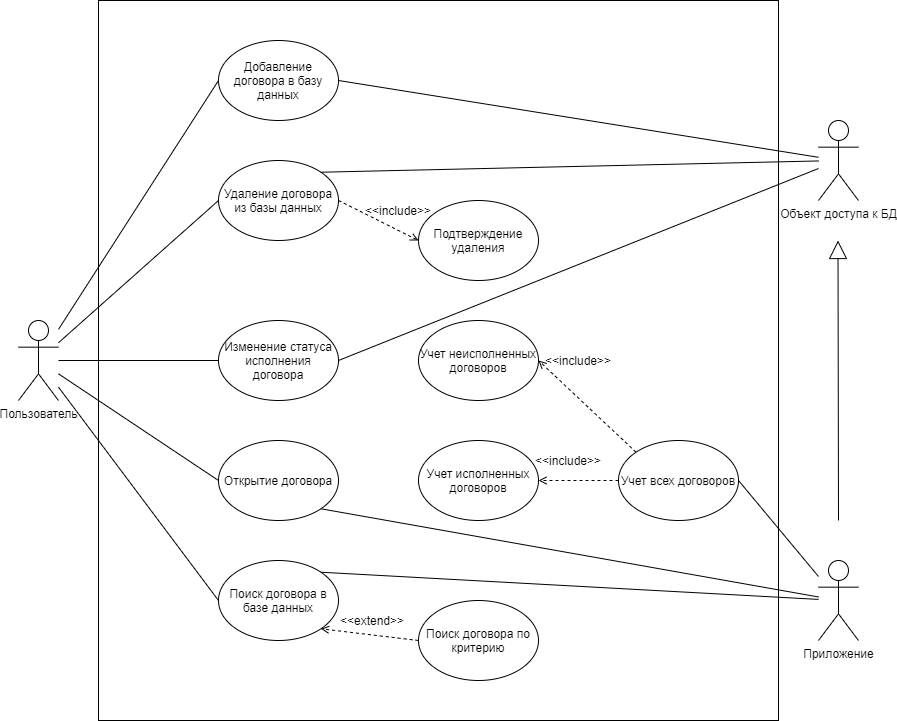 Добавление
договора в базу
данных
Объект доступа к БД
Удаление договора
из базы данных
<<include>>
Подтверждение
удаления
Пользователь
Изменение статуса
исполнения
договора
Учет неисполненных
договоров
<<include>>
Открытие договора
Учет исполненных
договоров
<<include>>
Учет всех договоров
Поиск договора в
базе данных
<<extend>>
Поиск договора по
критерию
Приложение